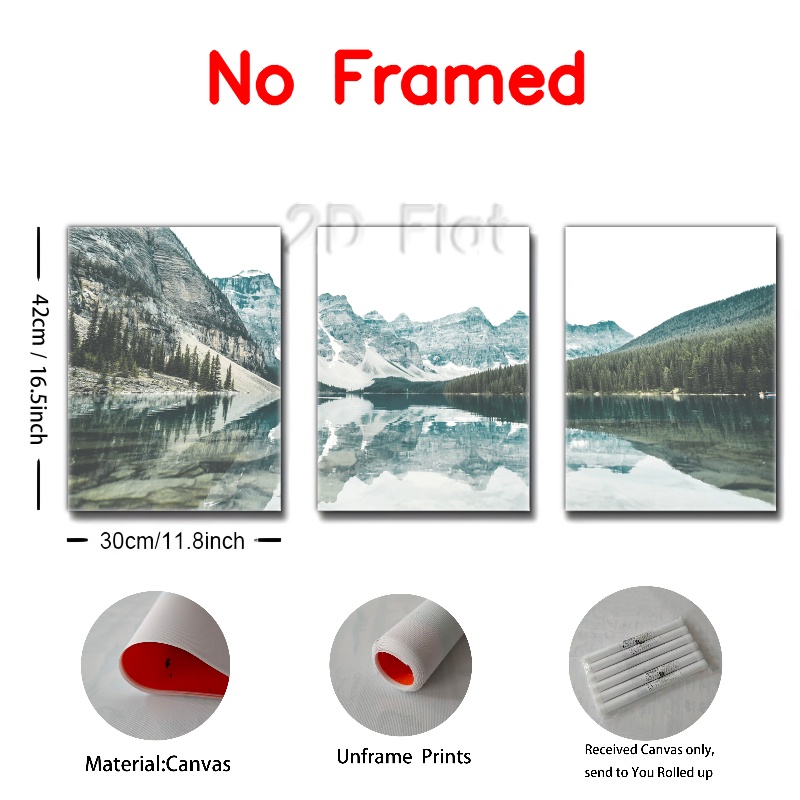 No Framed
2D Flat
42cm / 16.5inch
30cm/11.8inch
Material:Canvas
Unframe Prints
Received Canvas only,
send to You Rolled up